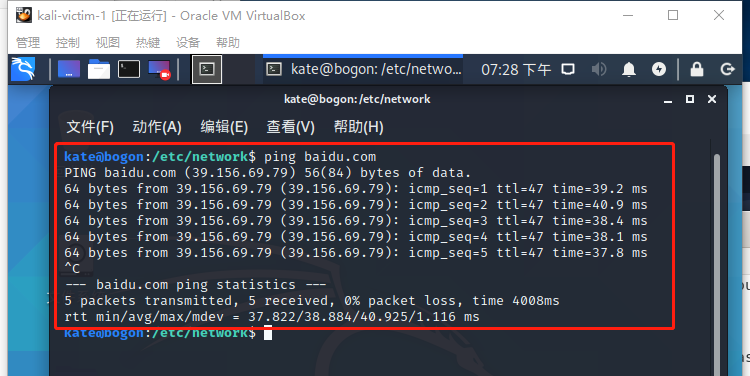 kali-victim-1 [正在运行] - Oracle VM VirtualBox
管理 控制 视图 热键 设备 帮助
kate@bogon: /etc/netwo... 07:28 下午
kate@bogon:/etc/network
文件(F) 动作(A) 编辑(E) 查看(V) 帮助(H)
kate@bogon:/etc/network$ ping baidu.com
PING baidu.com (39.156.69.79) 56(84) bytes of data.
64 bytes from 39.156.69.79 (39.156.69.79): icmp_seq=1 ttl=47 time=39.2 ms
64 bytes from 39.156.69.79 (39.156.69.79): icmp_seq=2 ttl=47 time=40.9 ms
64 bytes from 39.156.69.79 (39.156.69.79): icmp_seq=3 ttl=47 time=38.4 ms
64 bytes from 39.156.69.79 (39.156.69.79): icmp_seq=4 ttl=47 time=38.1 ms
64 bytes from 39.156.69.79 (39.156.69.79): icmp_seq=5 ttl=47 time=37.8 ms
^C
--- baidu.com ping statistics ---
5 packets transmitted, 5 received, 0% packet loss, time 4008ms
rtt min/avg/max/mdev = 37.822/38.884/40.925/1.116 ms
kate@bogon:/etc/network$